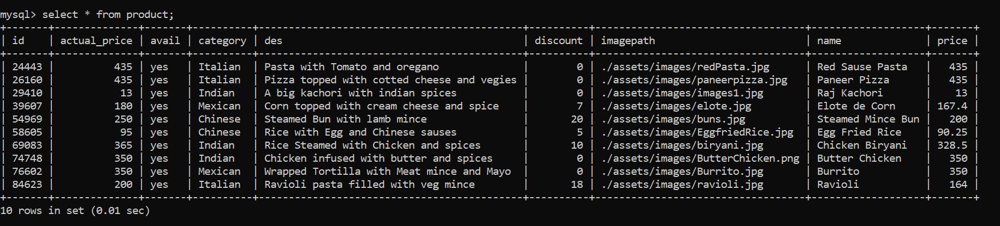 mysql> select * from product;
+-------+--------------+-------+----------+--------------------------------------------+----------+-----------------------------------+-------------------+-------+
| id    | actual_price | avail | category | des                                        | discount | imagepath                         | name              | price |
+-------+--------------+-------+----------+--------------------------------------------+----------+-----------------------------------+-------------------+-------+
| 24443 |          435 | yes   | Italian  | Pasta with Tomato and oregano              |        0 | ./assets/images/redPasta.jpg      | Red Sause Pasta   |   435 |
| 26160 |          435 | yes   | Italian  | Pizza topped with cotted cheese and vegies |        0 | ./assets/images/paneerpizza.jpg   | Paneer Pizza      |   435 |
| 29410 |           13 | yes   | Indian   | A big kachori with indian spices           |        0 | ./assets/images/images1.jpg       | Raj Kachori       |    13 |
| 39607 |          180 | yes   | Mexican  | Corn topped with cream cheese and spice    |        7 | ./assets/images/elote.jpg         | Elote de Corn     | 167.4 |
| 54969 |          250 | yes   | Chinese  | Steamed Bun with lamb mince                |       20 | ./assets/images/buns.jpg          | Steamed Mince Bun |   200 |
| 58605 |           95 | yes   | Chinese  | Rice with Egg and Chinese sauses           |        5 | ./assets/images/EggfriedRice.jpg  | Egg Fried Rice    | 90.25 |
| 69083 |          365 | yes   | Indian   | Rice Steamed with Chicken and spices       |       10 | ./assets/images/biryani.jpg       | Chicken Biryani   | 328.5 |
| 74748 |          350 | yes   | Indian   | Chicken infused with butter and spices     |        0 | ./assets/images/ButterChicken.png | Butter Chicken    |   350 |
| 76602 |          350 | yes   | Mexican  | Wrapped Tortilla with Meat mince and Mayo  |        0 | ./assets/images/Burrito.jpg       | Burrito           |   350 |
| 84623 |          200 | yes   | Italian  | Ravioli pasta filled with veg mince        |       18 | ./assets/images/ravioli.jpg       | Ravioli           |   164 |
+-------+--------------+-------+----------+--------------------------------------------+----------+-----------------------------------+-------------------+-------+
10 rows in set (0.01 sec)